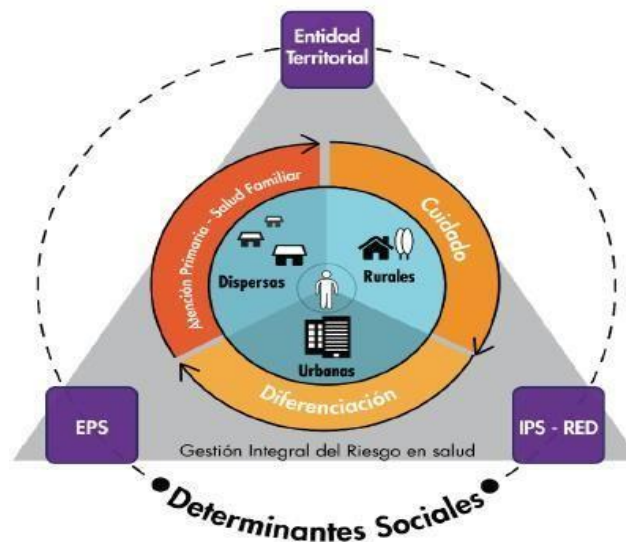 Entidad
Territorial
Atención Primaria - Salud Familiar
Cuidado
Dispersas
Rurales
Urbanas
Diferenciación
EPS
IPS - RED
Gestión Integral del Riesgo en salud
Determinantes Sociales